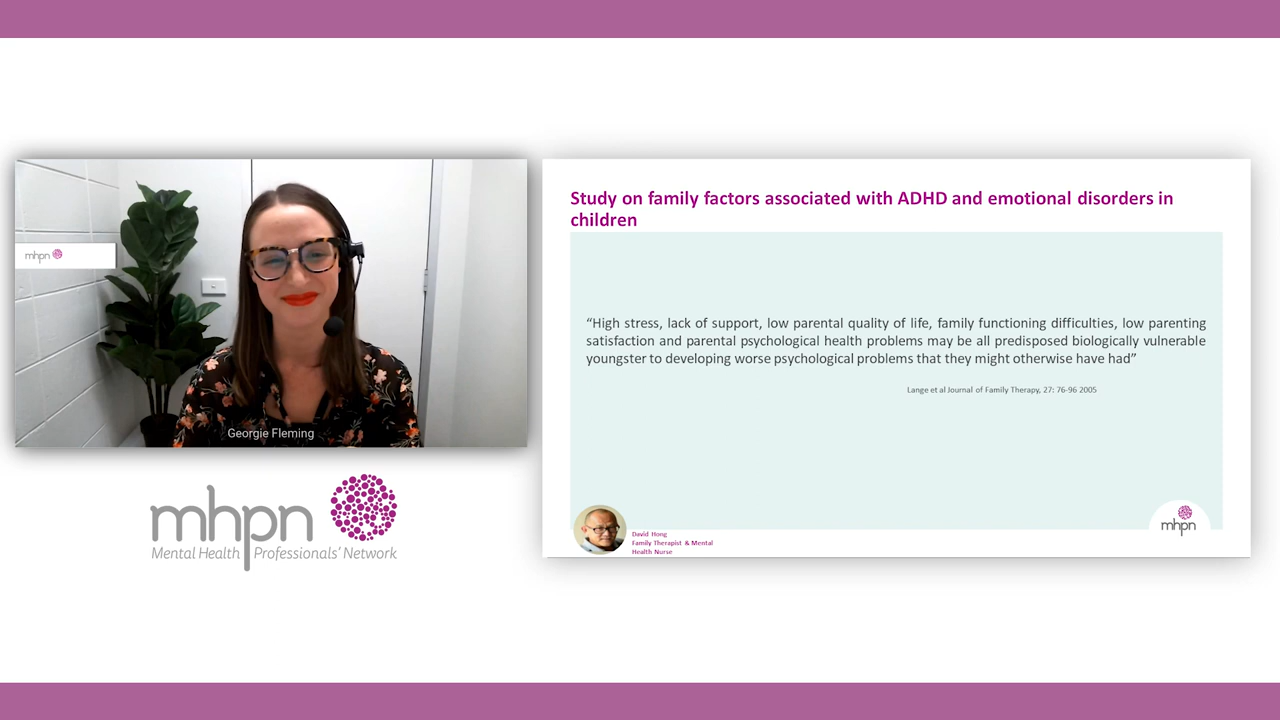 mhpn
Georgie Fleming
mhpn
Mental Health Professionals' Network
Study on family factors associated with ADHD and emotional disorders in
children
“High stress, lack of support, low parental quality of life, family functioning difficulties, low parenting
satisfaction and parental psychological health problems may be all predisposed biologically vulnerable
youngster to developing worse psychological problems that they might otherwise have had”
Lange et al Journal of Family Therapy, 27: 76-96 2005
David Hong
Family Therapist & Mental
Health Nurse
mhpn